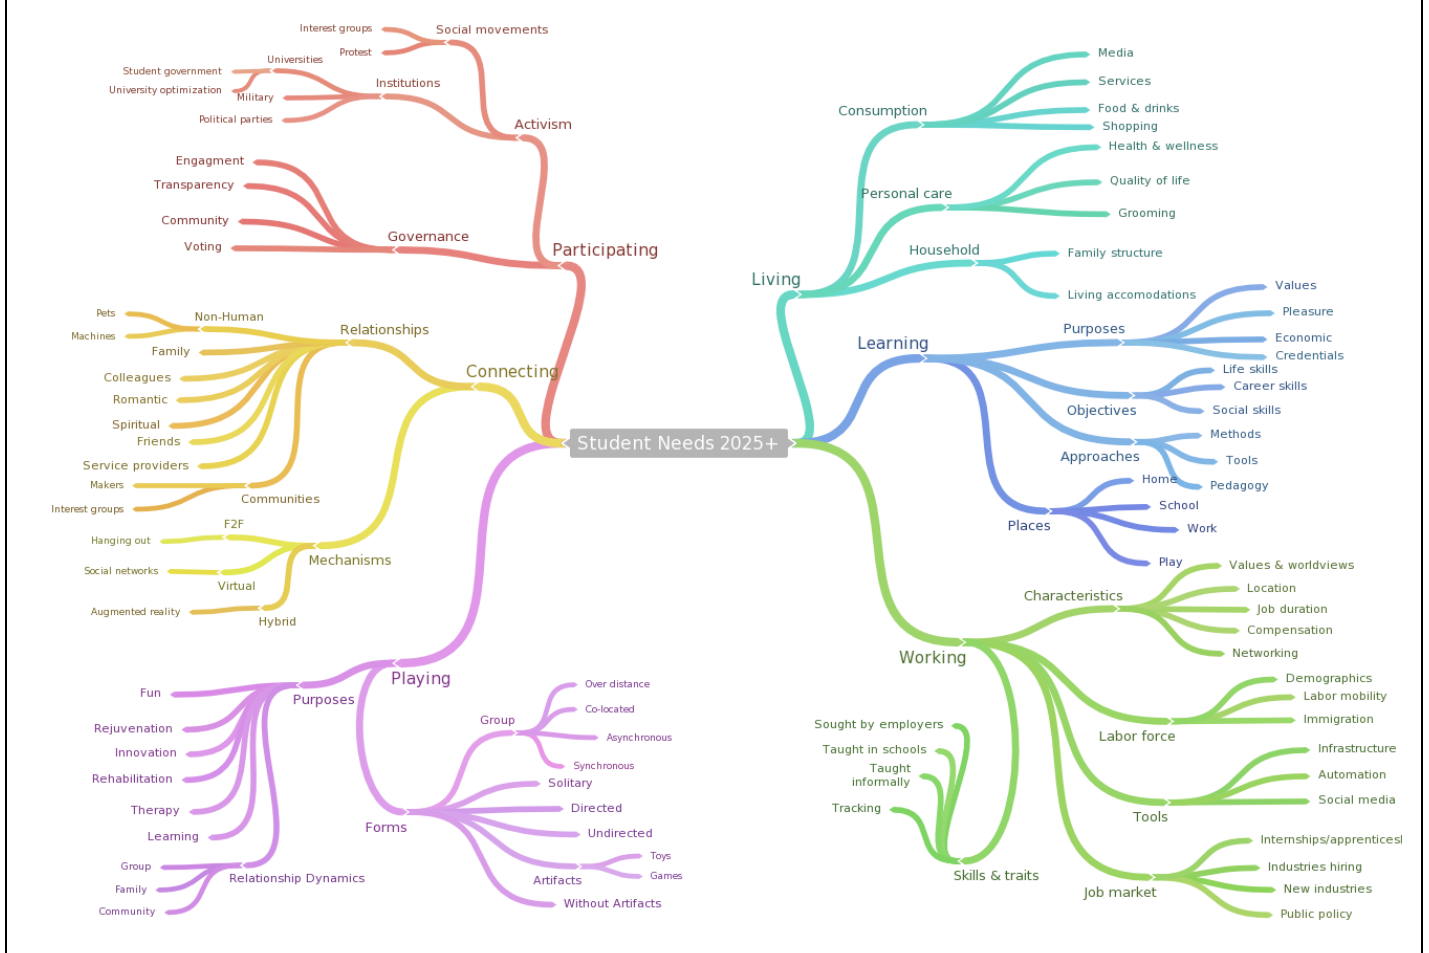 Student Needs 2025+
Participating
Activism
Social movements
Interest groups
Protest
Institutions
Universities
Student government
University optimization
Military
Political parties
Governance
Engagment
Transparency
Community
Voting
Connecting
Relationships
Non-Human
Pets
Machines
Family
Colleagues
Romantic
Spiritual
Friends
Service providers
Communities
Makers
Interest groups
Mechanisms
F2F
Hanging out
Virtual
Social networks
Hybrid
Augmented reality
Playing
Purposes
Fun
Rejuvenation
Innovation
Rehabilitation
Therapy
Learning
Relationship Dynamics
Group
Family
Community
Forms
Group
Over distance
Co-located
Asynchronous
Synchronous
Solitary
Directed
Undirected
Artifacts
Toys
Games
Without Artifacts
Living
Consumption
Media
Services
Food & drinks
Shopping
Personal care
Health & wellness
Quality of life
Grooming
Household
Family structure
Living accomodations
Learning
Purposes
Values
Pleasure
Economic
Credentials
Objectives
Life skills
Career skills
Social skills
Approaches
Methods
Tools
Pedagogy
Places
Home
School
Work
Play
Working
Characteristics
Values & worldviews
Location
Job duration
Compensation
Networking
Labor force
Demographics
Labor mobility
Immigration
Tools
Infrastructure
Automation
Social media
Job market
Internships/apprenticesl
Industries hiring
New industries
Public policy
Skills & traits
Sought by employers
Taught in schools
Taught
informally
Tracking